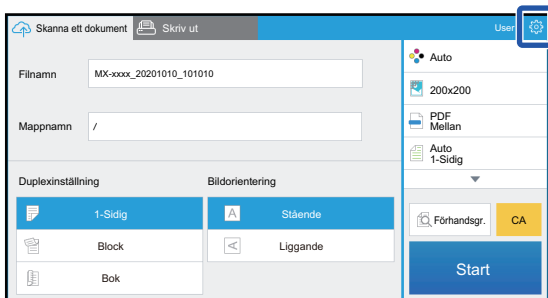 Skanna ett dokument
Skriv ut
User
Filnamn
MX-xxxx_20201010_101010
Mappnamn
/
Duplexinställning
1-Sidig
Block
Bok
Bildorientering
A
Stående
A
Liggande
Auto
200x200
PDF
Mellan
Auto
1-Sidig
Förhandsgr.
CA
Start